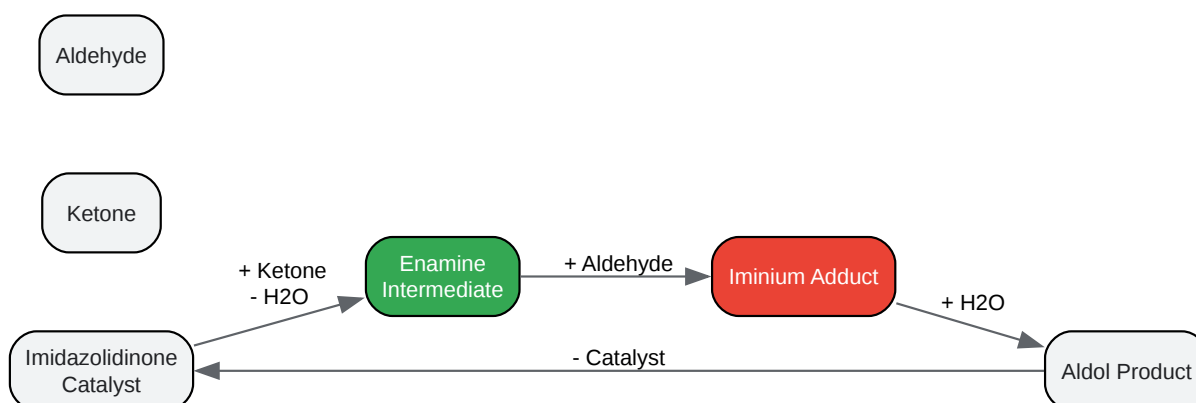 Aldehyde
Ketone
+ Ketone
- H2O
Enamine
Intermediate
+ Aldehyde
Iminium Adduct
+ H2O
Imidazolidinone
Catalyst
- Catalyst
Aldol Product